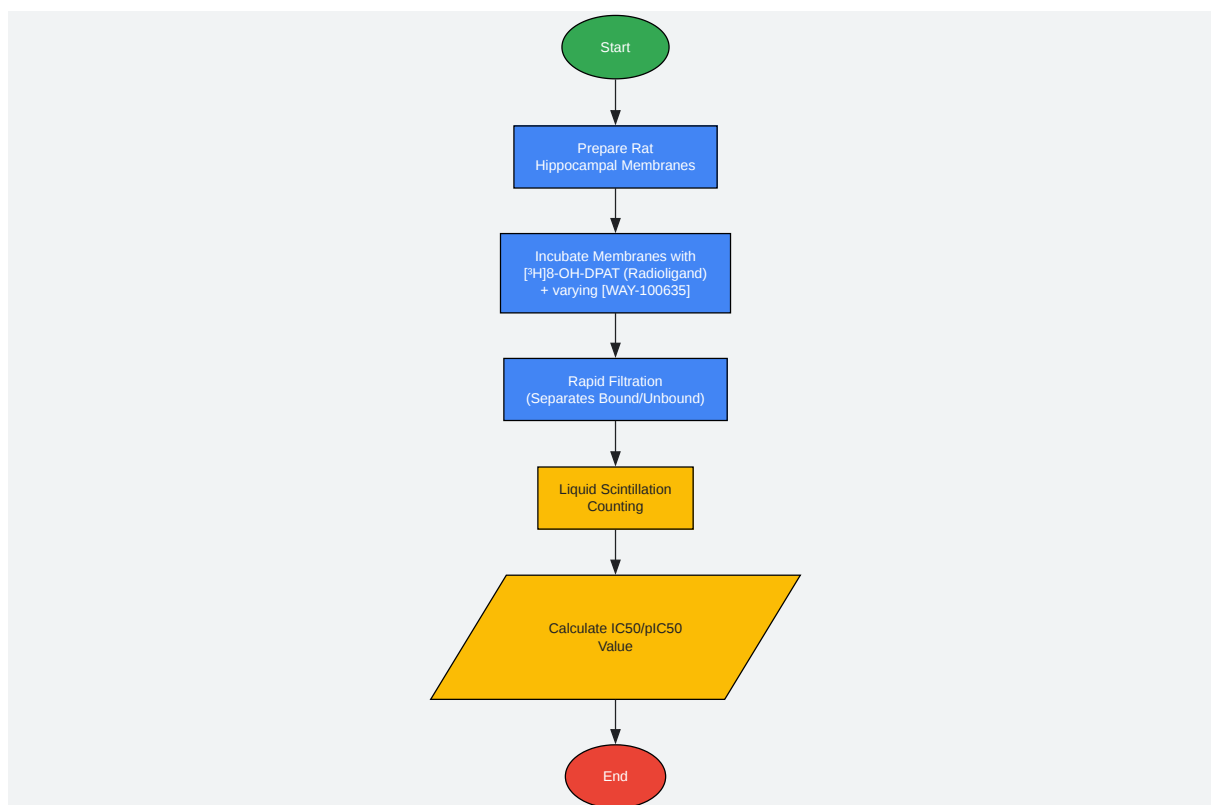 Start
Prepare Rat
Hippocampal Membranes
Incubate Membranes with
[³H]8-OH-DPAT (Radioligand)
+ varying [WAY-100635]
Rapid Filtration
(Separates Bound/Unbound)
Liquid Scintillation
Counting
Calculate IC50/pIC50
Value
End